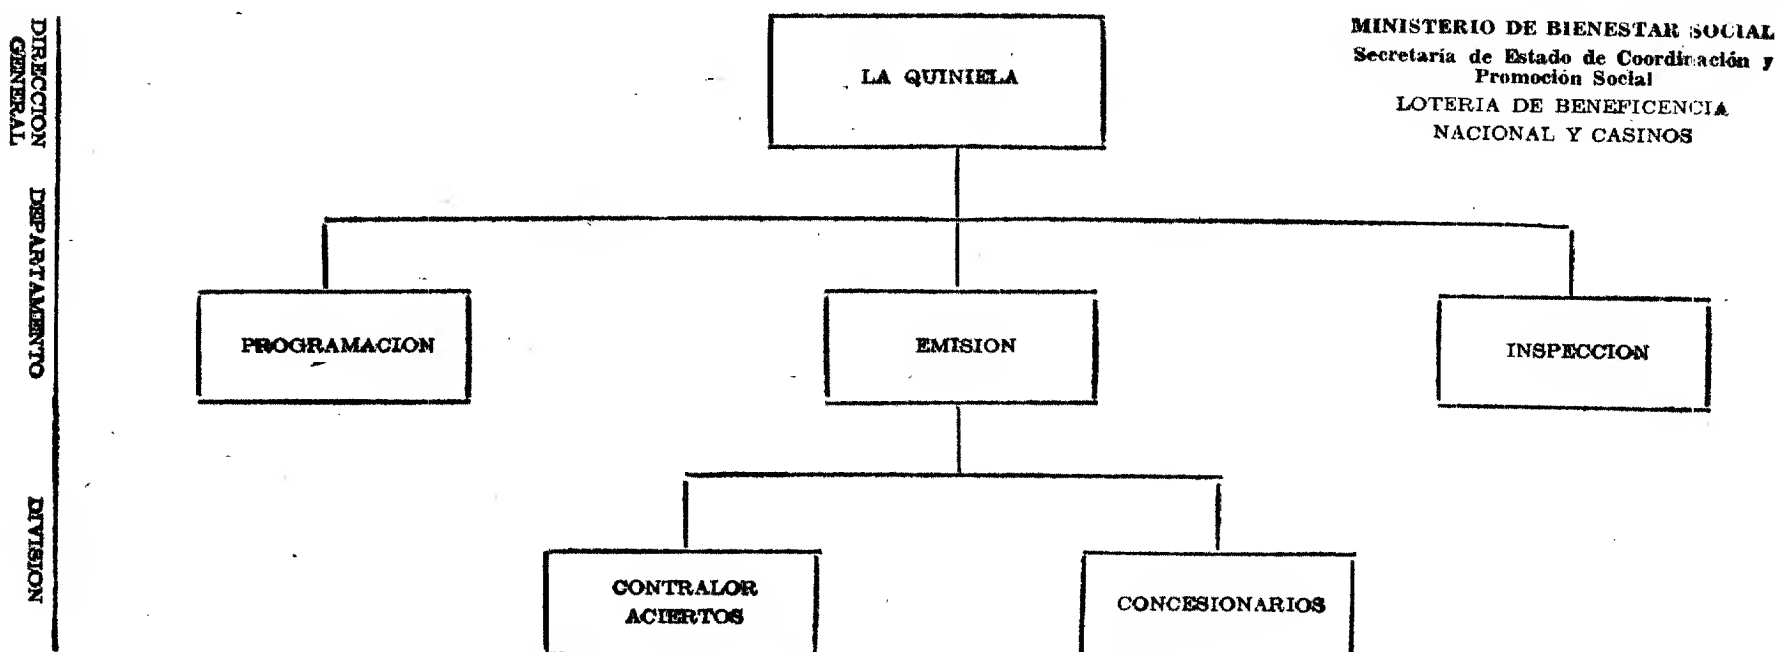 MINISTERIO DE BIENESTAR SOCIAL
Secretaría de Estado de Coordinación y
Promoción Social
LOTERIA DE BENEFICENCIA
NACIONAL Y CASINOS
DIRECCION
GENERAL
LA QUINIELA
DEPARTAMENTO
PROGRAMACION
EMISION
INSPECCION
DIVISION
CONTRALOR
ACIERTOS
CONCESIONARIOS